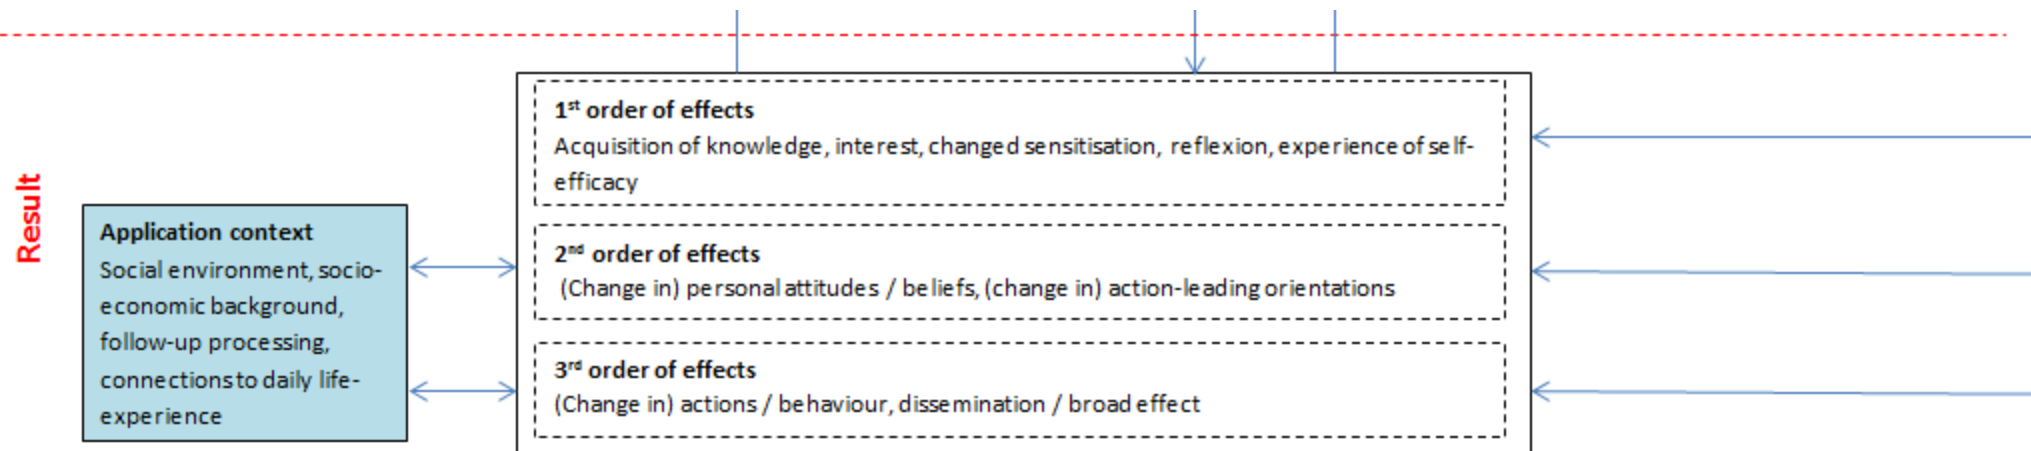 Result
Application context
Social environment, socio-
economic background,
follow-up processing,
connections to daily life-
experience
1st order of effects
Acquisition of knowledge, interest, changed sensitisation, reflexion, experience of self-
efficacy
2nd order of effects
(Change in) personal attitudes / beliefs, (change in) action-leading orientations
3rd order of effects
(Change in) actions / behaviour, dissemination / broad effect